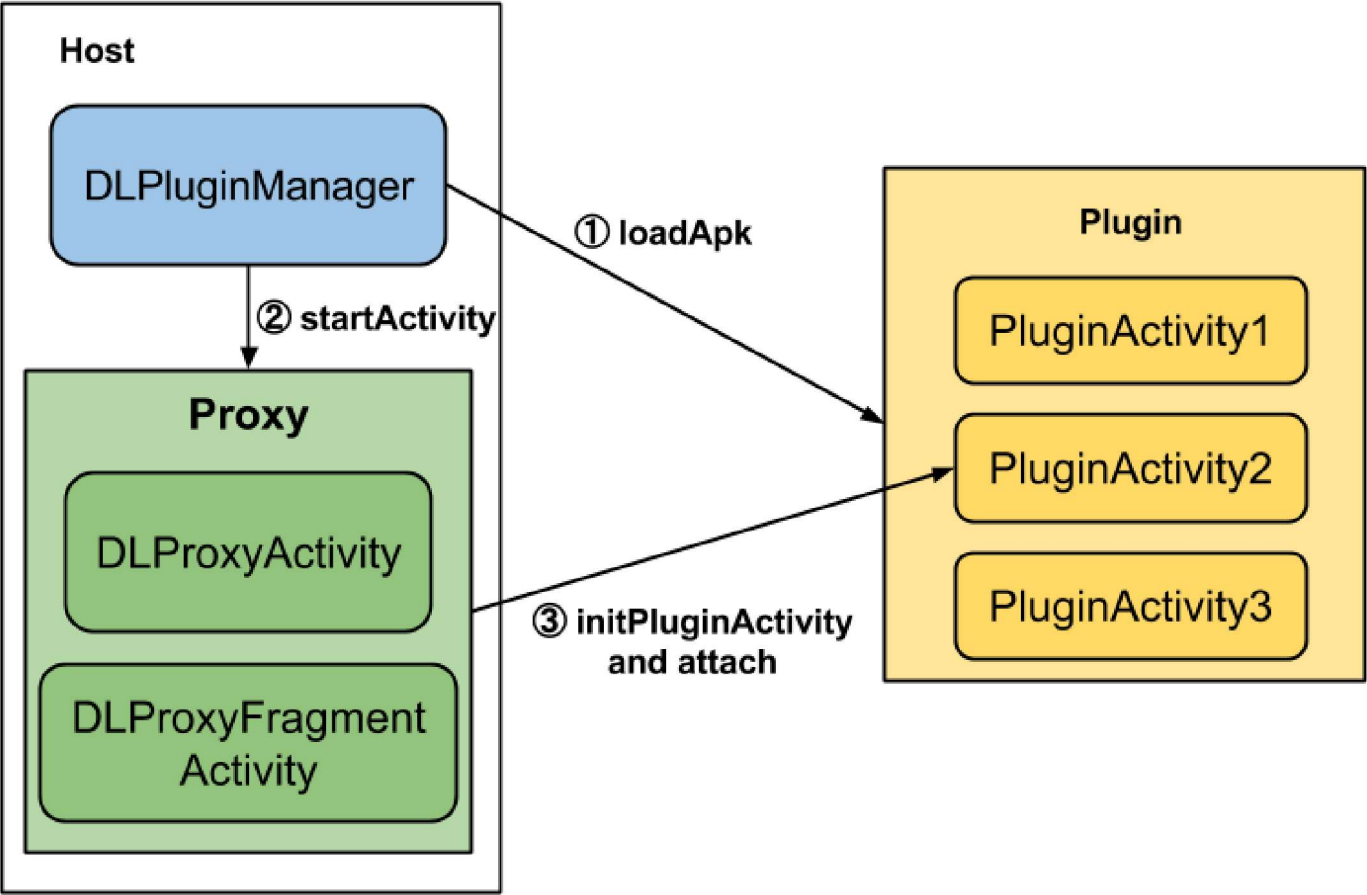 Host
DLPluginManager
① loadApk
② startActivity
Proxy
DLProxyActivity
DLProxyFragment
Activity
③ initPluginActivity
and attach
Plugin
PluginActivity1
PluginActivity2
PluginActivity3